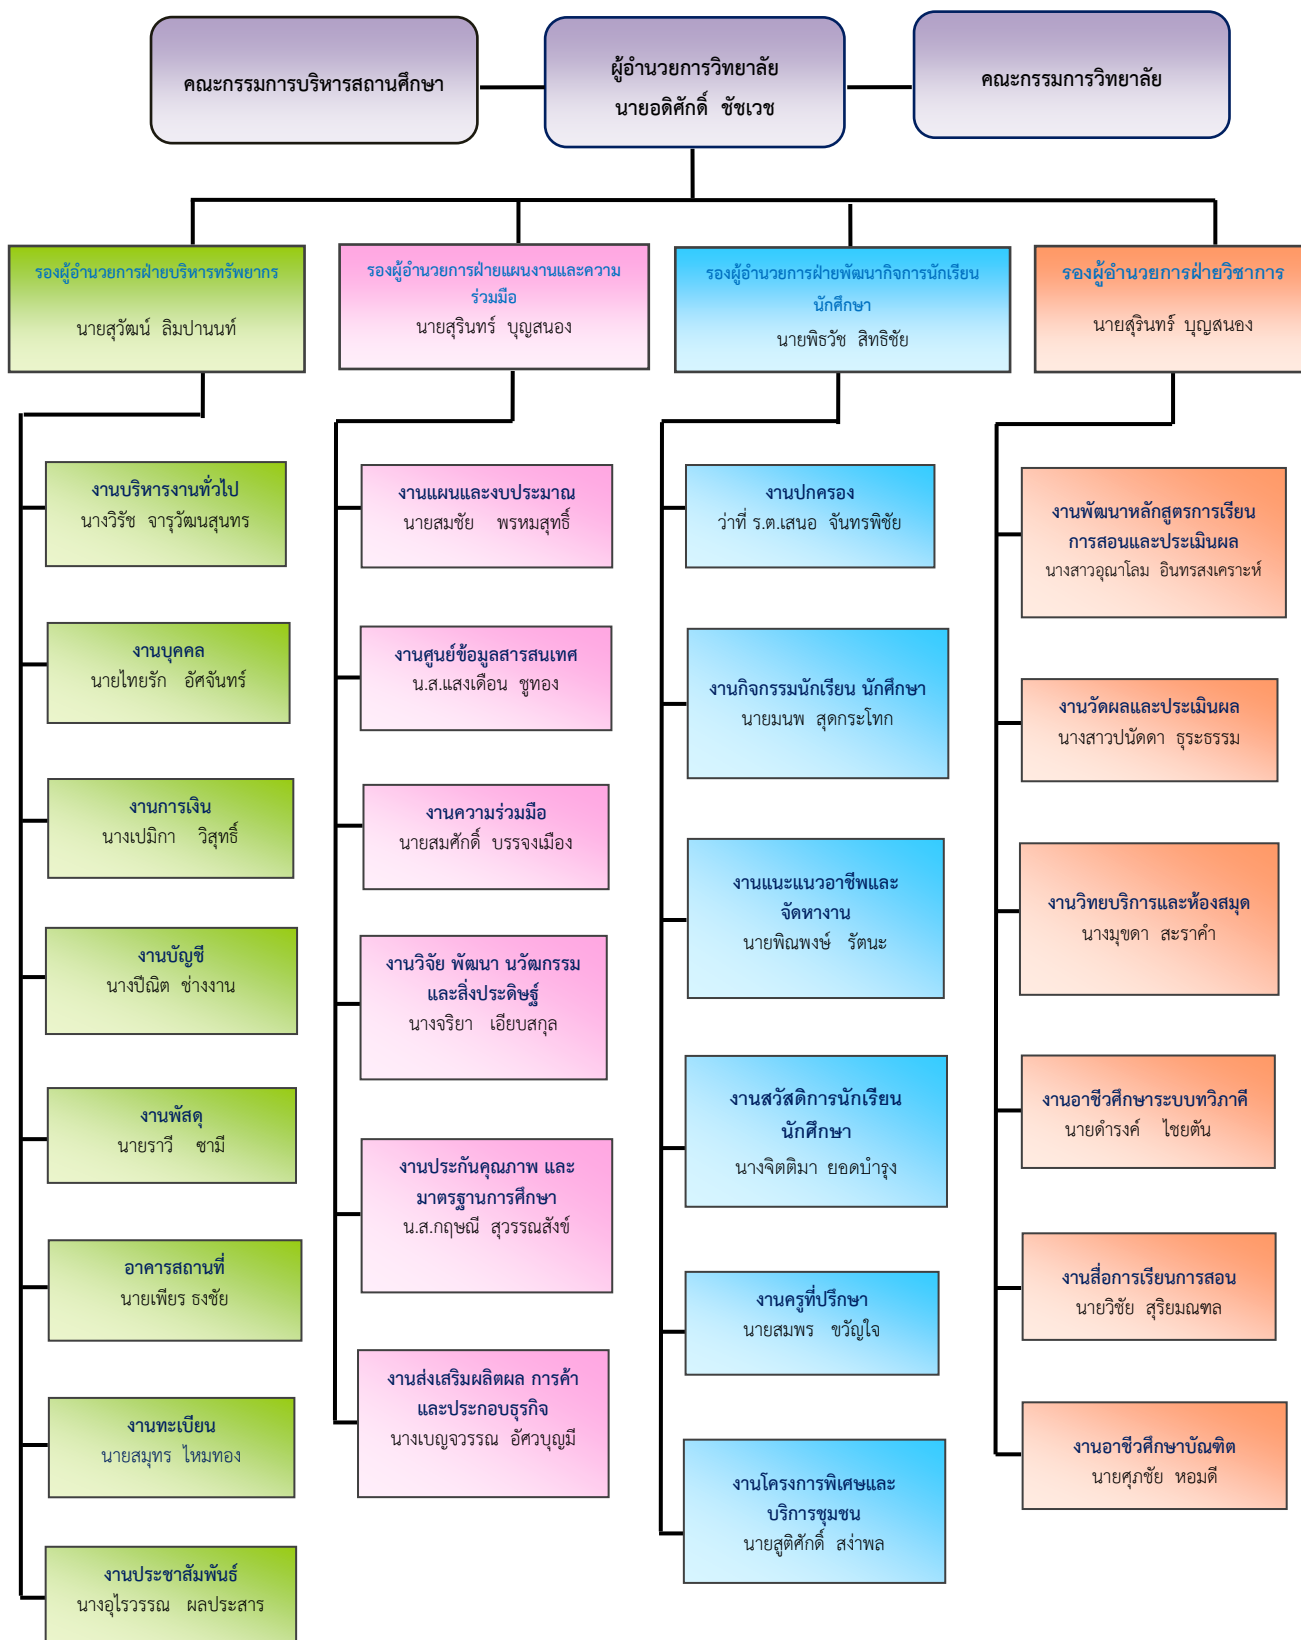 คณะกรรมการบริหารสถานศึกษา
ผู้อำนวยการวิทยาลัย
นายอดิศักดิ์ ชัชเวช
คณะกรรมการวิทยาลัย
รองผู้อำนวยการฝ่ายบริหารทรัพยากร
นายสุวัฒน์ ลิมปานนท์
รองผู้อำนวยการฝ่ายแผนงานและความ
ร่วมมือ
นายสุรินทร์ บุญสนอง
รองผู้อำนวยการฝ่ายพัฒนากิจการนักเรียน
นักศึกษา
นายพิธวัช สิทธิชัย
รองผู้อำนวยการฝ่ายวิชาการ
นายสุรินทร์ บุญสนอง
งานบริหารงานทั่วไป
นางวิรัช จารุวัฒนสุนทร
งานบุคคล
นายไทยรัก อัศจันทร์
งานการเงิน
นางเปมิกา วิสุทธิ์
งานบัญชี
นางปีณิต ช่างงาน
งานพัสดุ
นายราวี ซามี
อาคารสถานที่
นายเพียร ธงชัย
งานทะเบียน
นายสมุทร ไหมทอง
งานประชาสัมพันธ์
นางอุไรวรรณ ผลประสาร
งานแผนและงบประมาณ
นายสมชัย พรหมสุทธิ์
งานศูนย์ข้อมูลสารสนเทศ
น.ส.แสงเดือน ชูทอง
งานความร่วมมือ
นายสมศักดิ์ บรรจงเมือง
งานวิจัย พัฒนา นวัฒกรรม
และสิ่งประดิษฐ์
นางจริยา เอียบสกุล
งานประกันคุณภาพ และ
มาตรฐานการศึกษา
น.ส.กฤษณี สุวรรณสังข์
งานส่งเสริมผลิตผล การค้า
และประกอบธุรกิจ
นางเบญจวรรณ อัศวบุญมี
งานปกครอง
ว่าที่ ร.ต.เสนอ จันทรพิชัย
งานกิจกรรมนักเรียน นักศึกษา
นายมนพ สุดกระโทก
งานแนะแนวอาชีพและ
จัดหางาน
นายพิณพงษ์ รัตนะ
งานสวัสดิการนักเรียน
นักศึกษา
นางจิตติมา ยอดบำรุง
งานครูที่ปรึกษา
นายสมพร ขวัญใจ
งานโครงการพิเศษและ
บริการชุมชน
นายสูติศักดิ์ สง่าพล
งานพัฒนาหลักสูตรการเรียน
การสอนและประเมินผล
นางสาวอุณาโลม อินทรสงเคราะห์
งานวัดผลและประเมินผล
นางสาวปนัดดา ธุระธรรม
งานวิทยบริการและห้องสมุด
นางมุขดา สะราคำ
งานอาชีวศึกษาระบบทวิภาคี
นายดำรงค์ ไชยตัน
งานสื่อการเรียนการสอน
นายวิชัย สุริยมณฑล
งานอาชีวศึกษาบัณฑิต
นายศุภชัย หอมดี